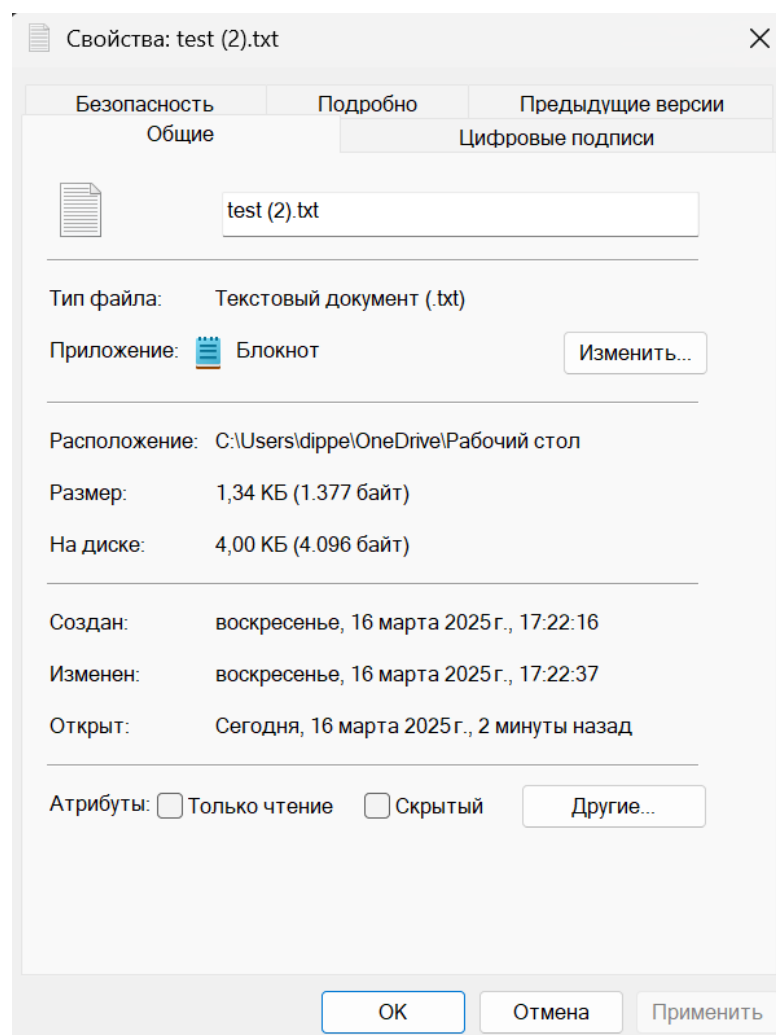 Свойства: test (2).txt
Безопасность Подробно Предыдущие версии
Общие Цифровые подписи
test (2).txt
Тип файла: Текстовый документ (.txt)
Приложение: Блокнот Изменить...
Расположение: C:\Users\dippe\OneDrive\Рабочий стол
Размер: 1,34 КБ (1.377 байт)
На диске: 4,00 КБ (4.096 байт)
Создан: воскресенье, 16 марта 2025 г., 17:22:16
Изменен: воскресенье, 16 марта 2025 г., 17:22:37
Открыт: Сегодня, 16 марта 2025 г., 2 минуты назад
Атрибуты: Только чтение Скрытый Другие...
ОК Отмена Применить